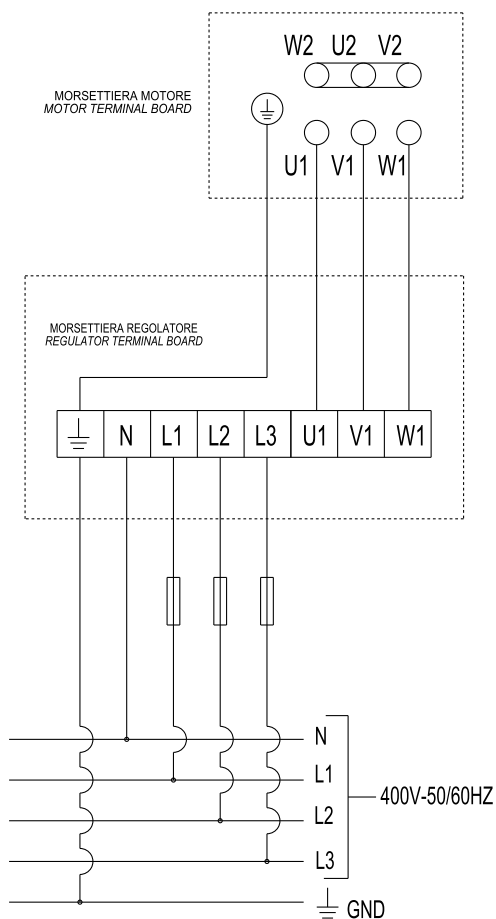 W2 U2 V2
MORSETTIERA MOTORE
MOTOR TERMINAL BOARD
U1 V1 W1
MORSETTIERA REGOLATORE
REGULATOR TERMINAL BOARD
N L1 L2 L3 U1 V1 W1
N
L1
400V-50/60HZ
L2
L3
GND